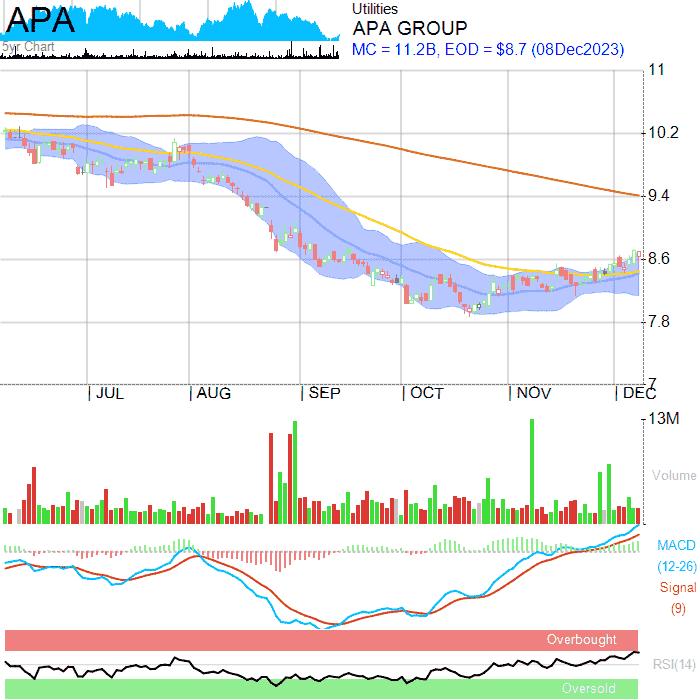 APA
5yr Chart
Utilities
APA GROUP
MC = 11.2B, EOD = $8.7 (08Dec2023)
11
10.2
9.4
8.6
7.8
7
JUL AUG SEP OCT NOV DEC
13M
Volume
MACD
(12-26)
Signal
(9)
Overbought
RSI(14)
Oversold